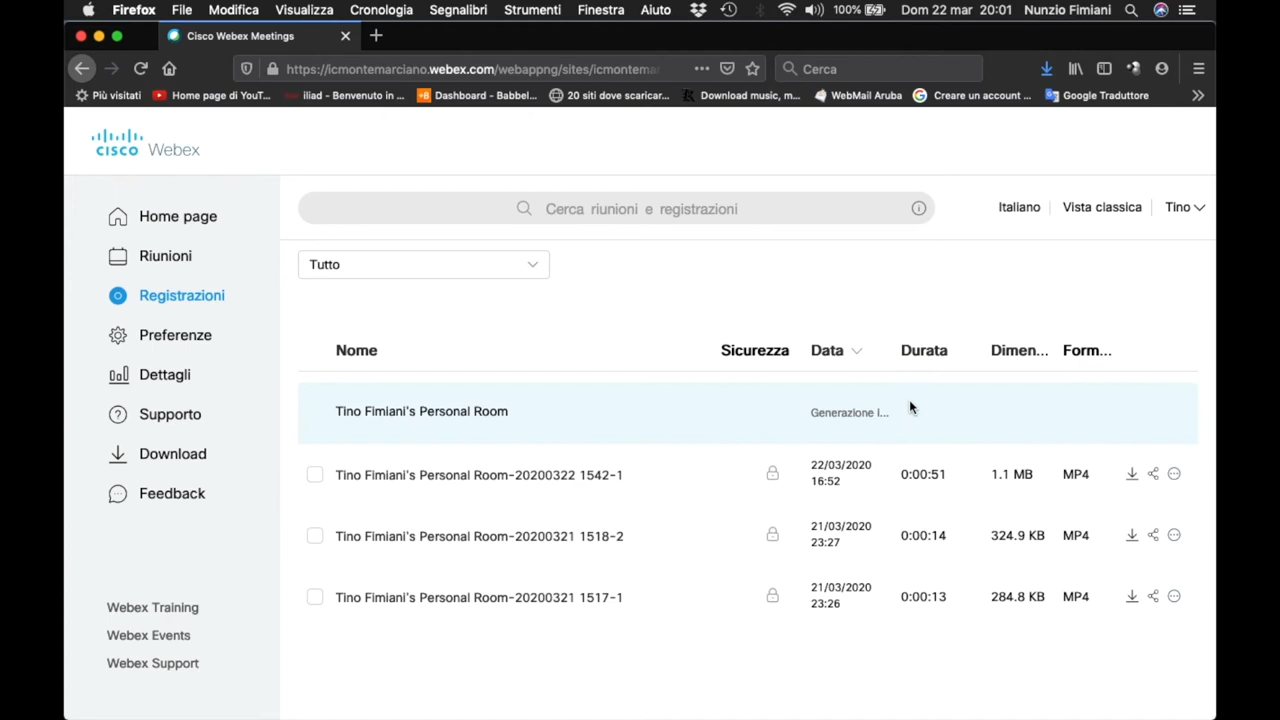 Firefox File Modifica Visualizza Cronologia Segnalibri Strumenti Finestra Aiuto 100% Dom 22 mar 20:01 Nunzio Fimiani
Cisco Webex Meetings
https://icmontemarciano.webex.com/webappng/sites/icmontema Cerca
Più visitati Home page di YouT... iliad - Benvenuto in ... Dashboard - Babbel... 20 siti dove scaricar... Download music, m... WebMail Aruba Creare un account ... Google Traduttore
CISCO Webex
Home page
Riunioni
Registrazioni
Preferenze
Dettagli
Supporto
Download
Feedback
Webex Training
Webex Events
Webex Support
Cerca riunioni e registrazioni Italiano Vista classica Tino
Tutto
Nome Sicurezza Data Durata Dimen... Form...
Tino Fimiani's Personal Room Generazione i...
Tino Fimiani's Personal Room-20200322 1542-1 22/03/2020 16:52 0:00:51 1.1 MB MP4
Tino Fimiani's Personal Room-20200321 1518-2 21/03/2020 23:27 0:00:14 324.9 KB MP4
Tino Fimiani's Personal Room-20200321 1517-1 21/03/2020 23:26 0:00:13 284.8 KB MP4